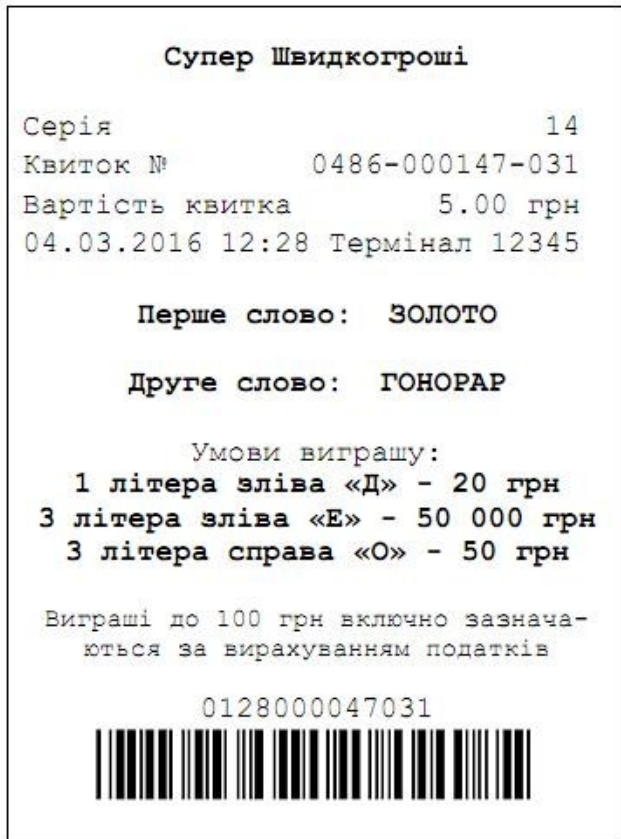 Супер Швидкогроші
Серія 14
Квиток № 0486-000147-031
Вартість квитка 5.00 грн
04.03.2016 12:28 Термінал 12345
Перше слово: ЗОЛОТО
Друге слово: ГОНОРАР
Умови виграшу:
1 літера зліва «Д» - 20 грн
3 літера зліва «Е» - 50 000 грн
3 літера справа «О» - 50 грн
Виграші до 100 грн включно зазнача-
ються за вирахуванням податків
0128000047031